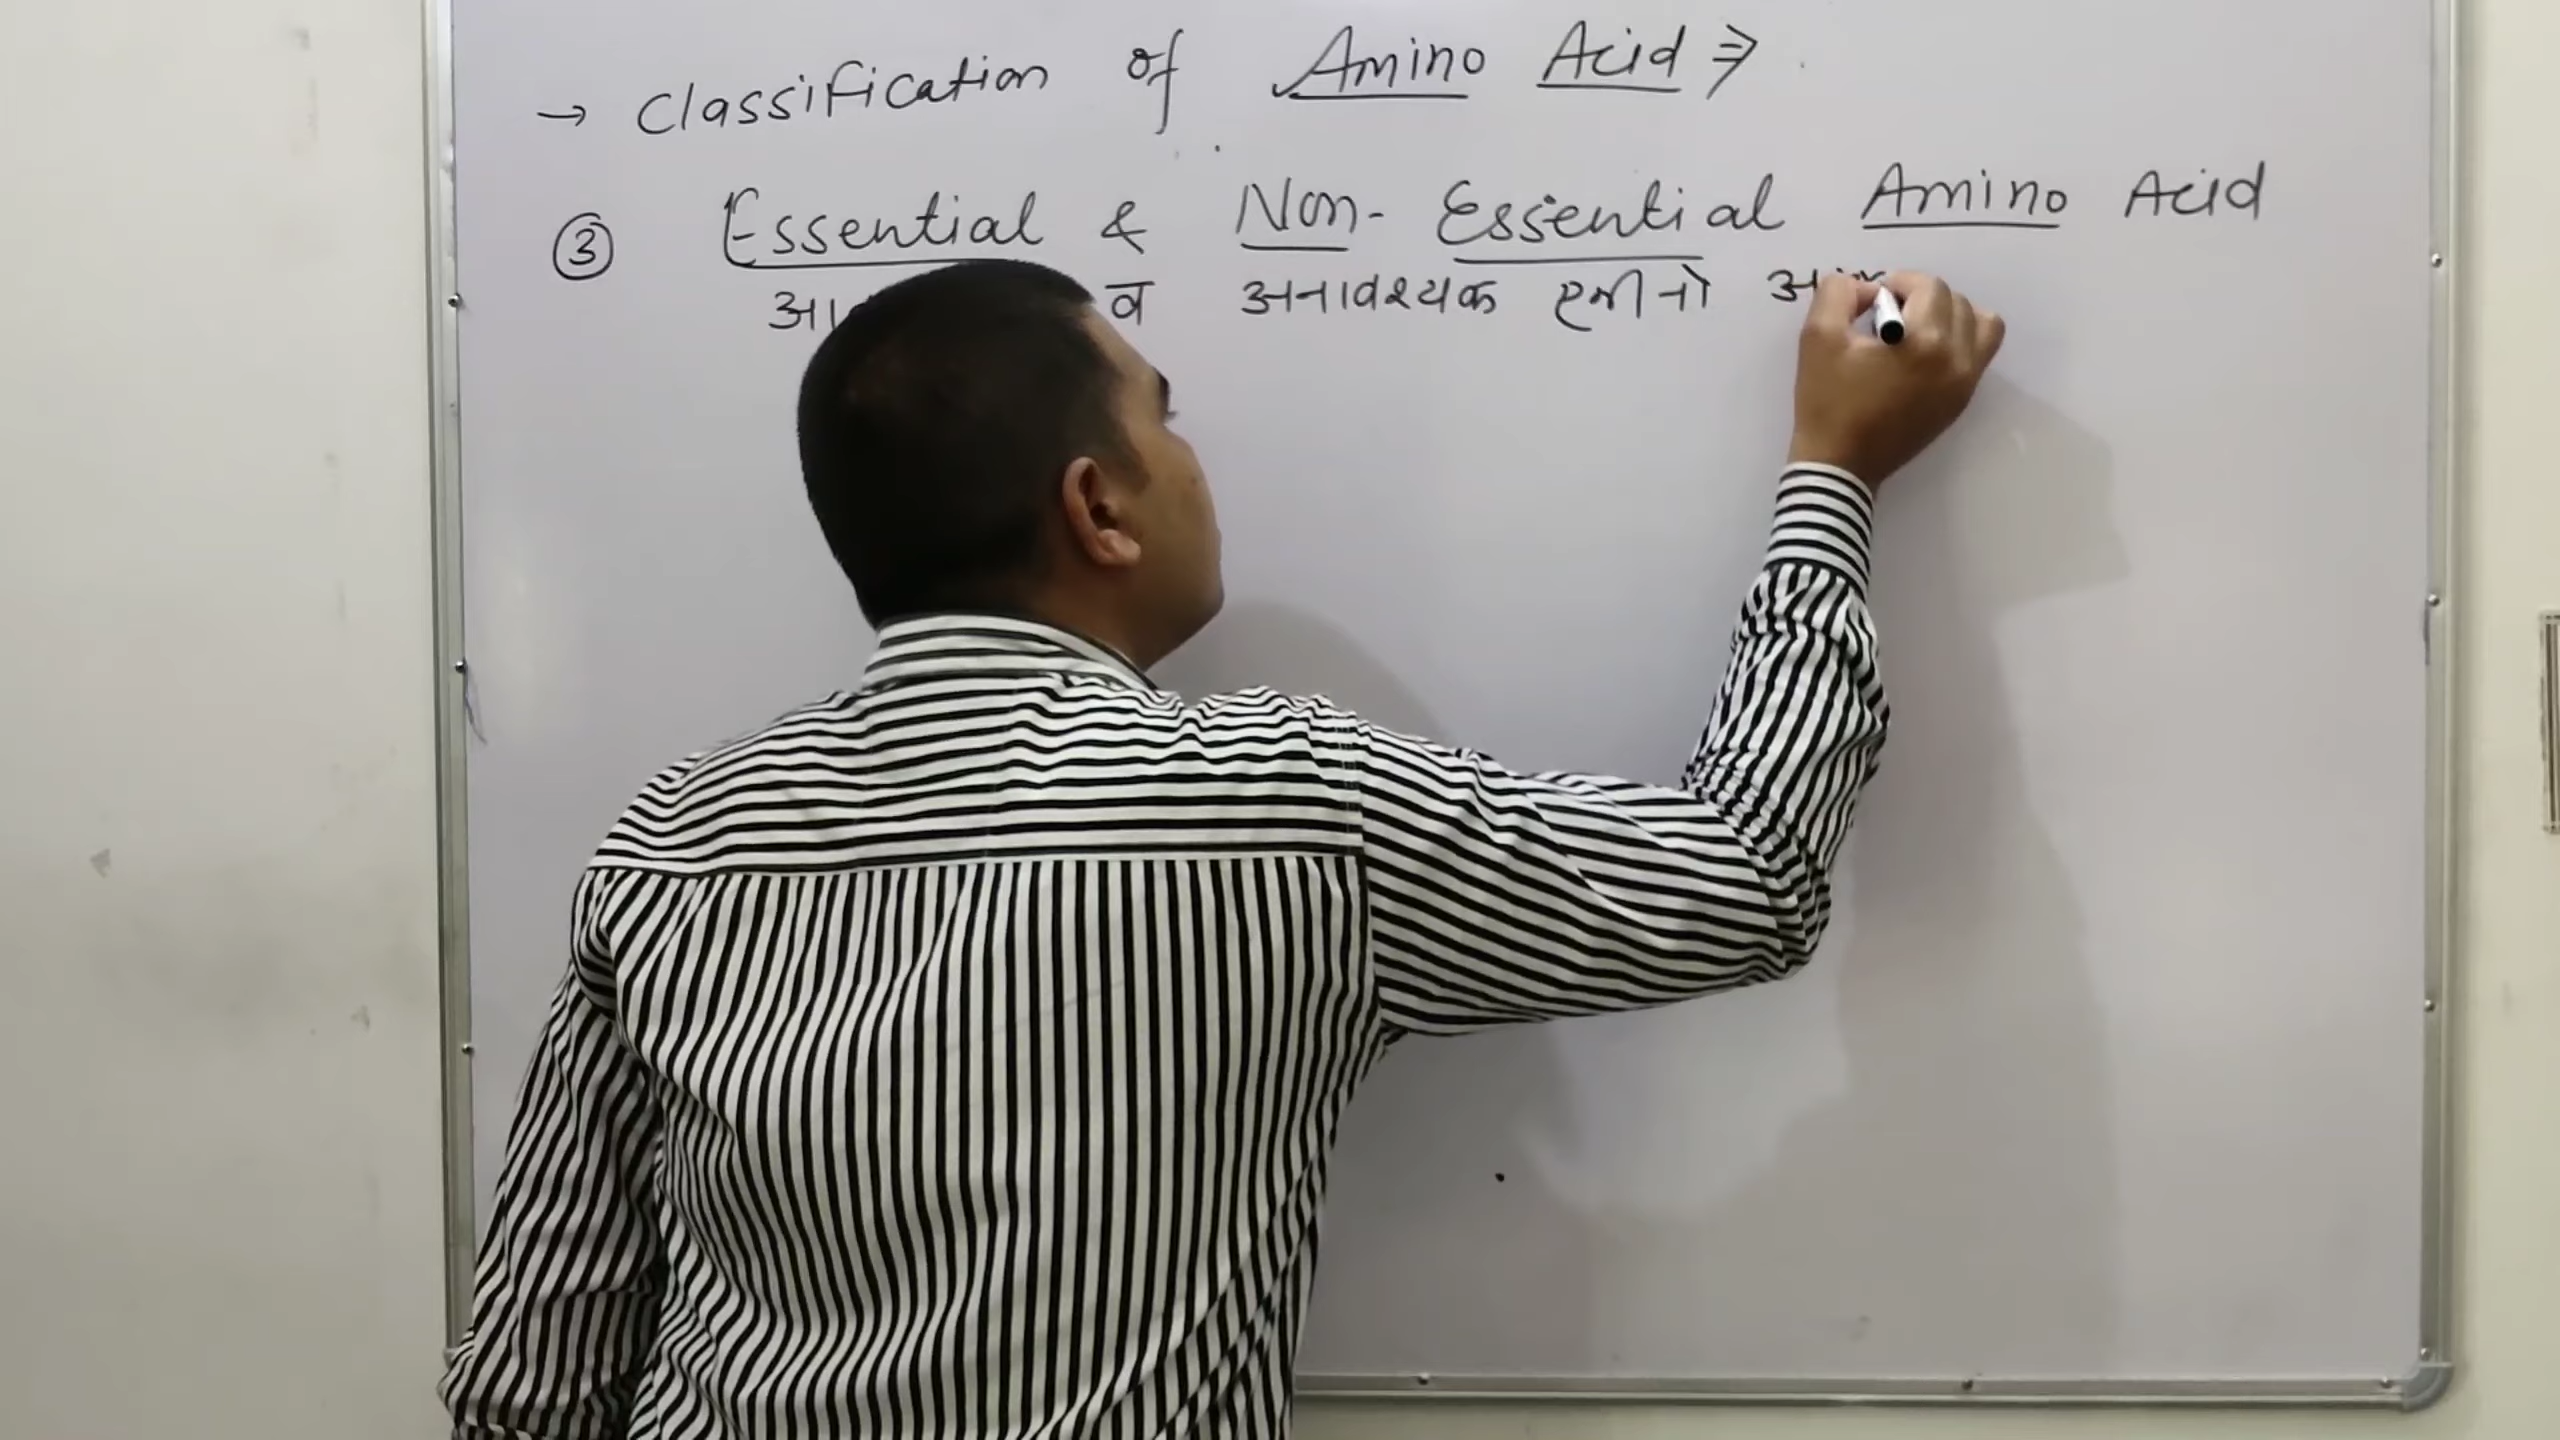 → Classification of Amino Acid ⇒
③ Essential & Non-Essential Amino Acid
व अनावश्यक एमीनो